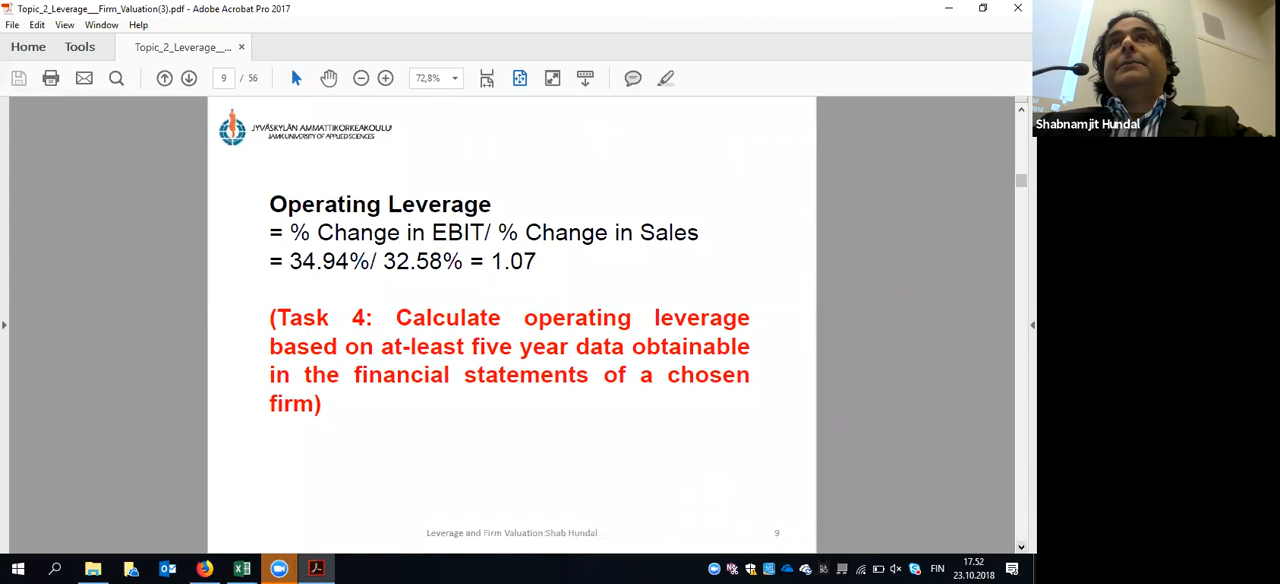 Topic_2_Leverage__Firm_Valuation(3).pdf - Adobe Acrobat Pro 2017
File Edit View Window Help
Home Tools Topic_2_Leverage__... ×
9 / 56 72,8%
JYVÄSKYLÄN AMMATTIKORKEAKOULU
JAMK UNIVERSITY OF APPLIED SCIENCES
Shabnamjit Hundal
Operating Leverage
= % Change in EBIT/ % Change in Sales
= 34.94%/ 32.58% = 1.07
(Task 4: Calculate operating leverage
based on at-least five year data obtainable
in the financial statements of a chosen
firm)
Leverage and Firm Valuation:Shab Hundal 9
FIN
17.52
23.10.2018